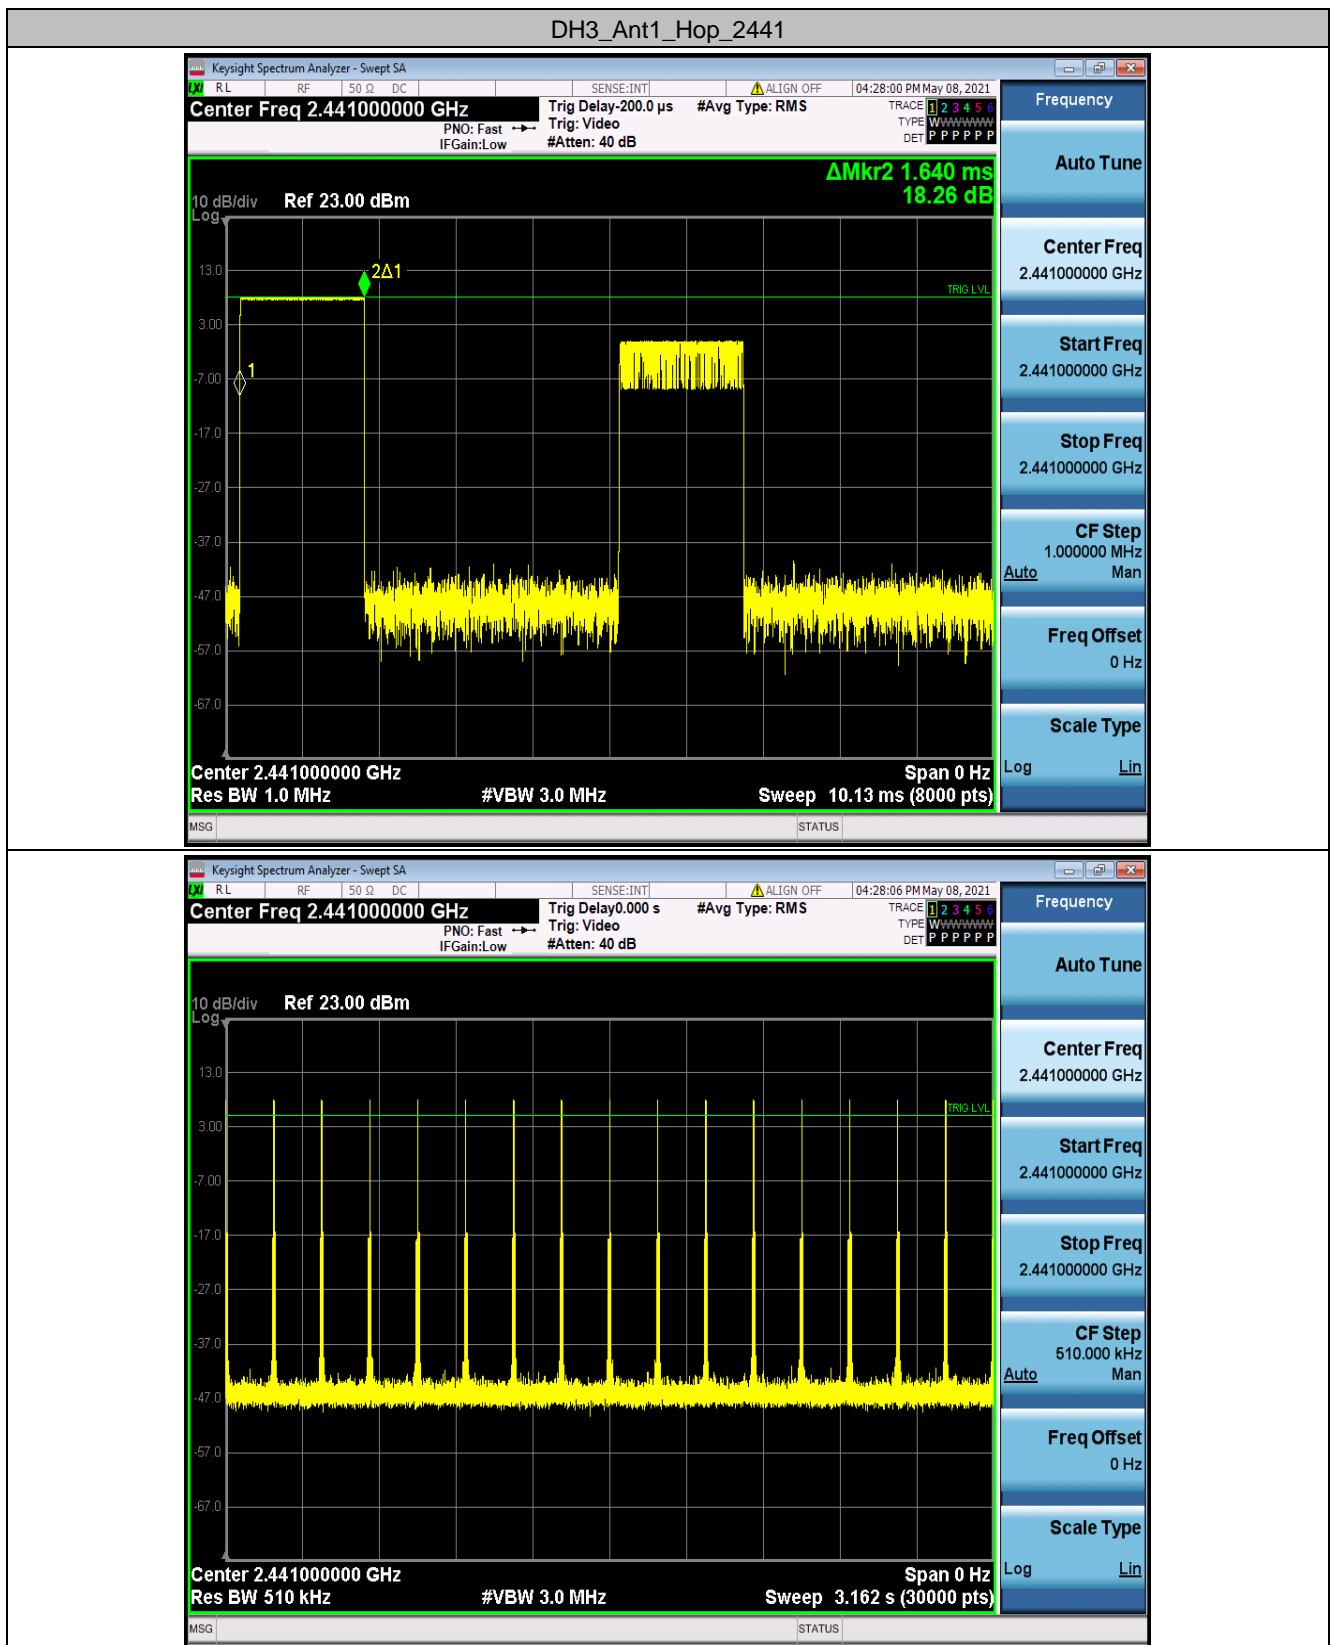 DH3_Ant1_Hop_2441
Keysight Spectrum Analyzer - Swept SA
LXI RL RF 50 Ω DC SENSE:INT ALIGN OFF 04:28:00 PM May 08, 2021
Center Freq 2.441000000 GHz
PNO: Fast
IFGain:Low
Trig Delay-200.0 µs
Trig: Video
#Atten: 40 dB
#Avg Type: RMS
TRACE 1 2 3 4 5 6
TYPE WWWWWW
DET P P P P P P
ΔMkr2 1.640 ms
18.26 dB
10 dB/div Ref 23.00 dBm
Log
13.0
3.00
-7.00
-17.0
-27.0
-37.0
-47.0
-57.0
-67.0
2Δ1
1
TRIG LVL
Center 2.441000000 GHz Span 0 Hz
Res BW 1.0 MHz #VBW 3.0 MHz Sweep 10.13 ms (8000 pts)
MSG STATUS
Frequency
Auto Tune
Center Freq
2.441000000 GHz
Start Freq
2.441000000 GHz
Stop Freq
2.441000000 GHz
CF Step
1.000000 MHz
Auto Man
Freq Offset
0 Hz
Scale Type
Log Lin
Keysight Spectrum Analyzer - Swept SA
LXI RL RF 50 Ω DC SENSE:INT ALIGN OFF 04:28:06 PM May 08, 2021
Center Freq 2.441000000 GHz
PNO: Fast
IFGain:Low
Trig Delay0.000 s
Trig: Video
#Atten: 40 dB
#Avg Type: RMS
TRACE 1 2 3 4 5 6
TYPE WWWWWW
DET P P P P P P
10 dB/div Ref 23.00 dBm
Log
13.0
3.00
-7.00
-17.0
-27.0
-37.0
-47.0
-57.0
-67.0
TRIG LVL
Center 2.441000000 GHz Span 0 Hz
Res BW 510 kHz #VBW 3.0 MHz Sweep 3.162 s (30000 pts)
MSG STATUS
Frequency
Auto Tune
Center Freq
2.441000000 GHz
Start Freq
2.441000000 GHz
Stop Freq
2.441000000 GHz
CF Step
510.000 kHz
Auto Man
Freq Offset
0 Hz
Scale Type
Log Lin